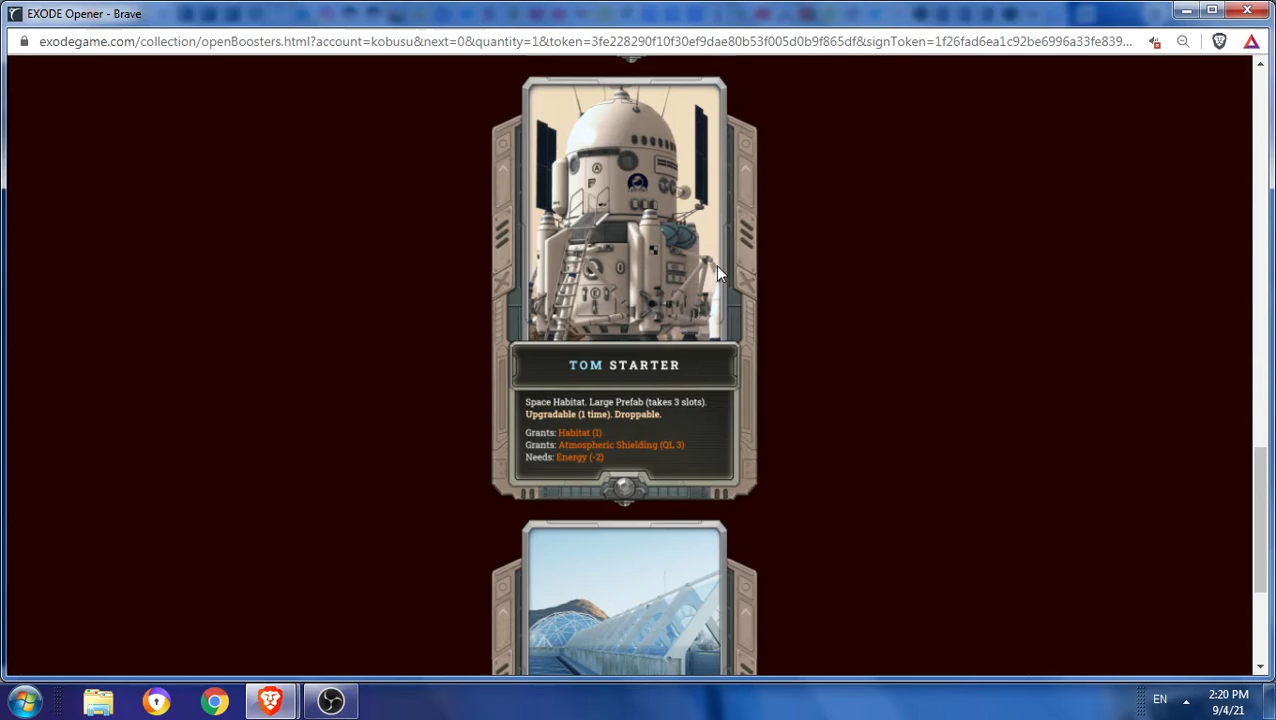 EXODE Opener - Brave
exodegame.com/collection/openBoosters.html?account=kobusu&next=0&quantity=1&token=3fe228290f10f30ef9dae80b53f005d0b9f865df&signToken=1f26fad6ea1c92be6996a33fe839...
A
F
TOM STARTER
Space Habitat. Large Prefab (takes 3 slots).
Upgradable (1 time). Droppable.
Grants: Habitat (1)
Grants: Atmospheric Shielding (QL 3)
Needs: Energy (-2)
EN
2:20 PM
9/4/21